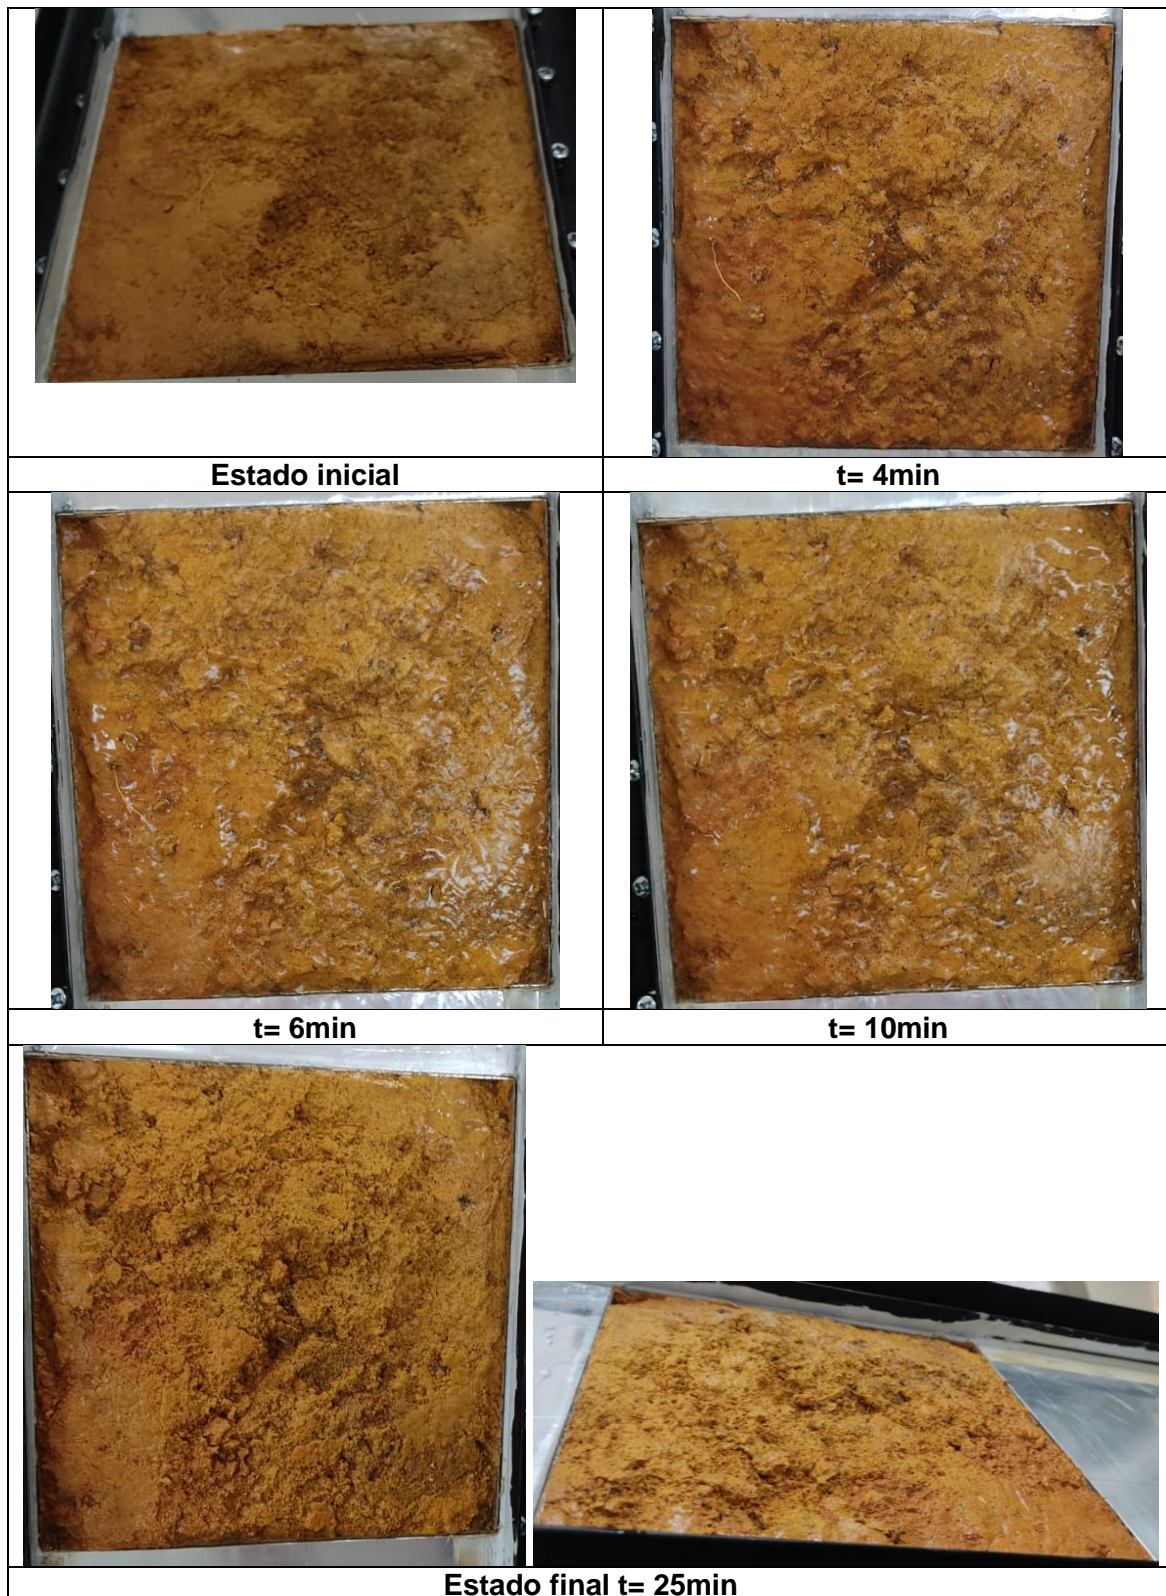 Estado inicial
t= 4min
t= 6min
t= 10min
Estado final t= 25min